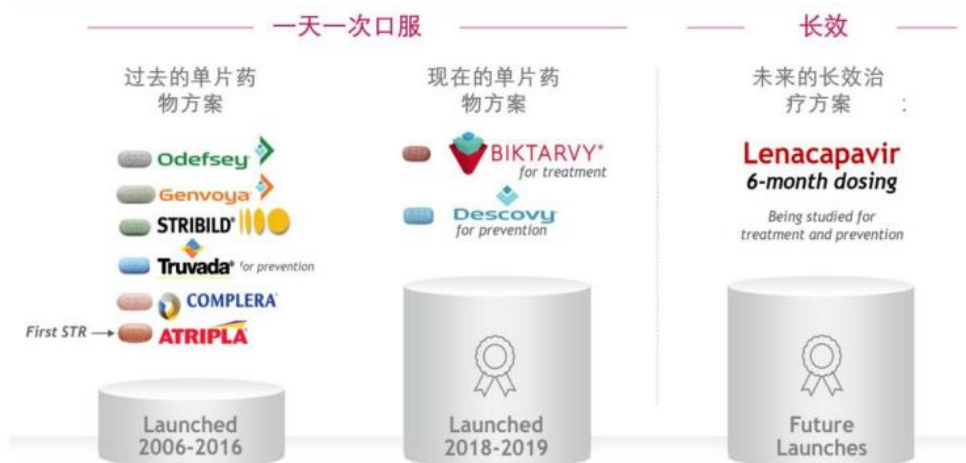 一天一次口服
长效
过去的单片药
物方案
Odefsey
Genvoya
STRIBILD®
Truvada® for prevention
COMPLERA®
First STR
ATRIPLA
Launched
2006-2016
现在的单片药
物方案
BIKTARVY®
for treatment
Descovy
for prevention
Launched
2018-2019
未来的长效治
疗方案 :
Lenacapavir
6-month dosing
Being studied for
treatment and prevention
Future
Launches